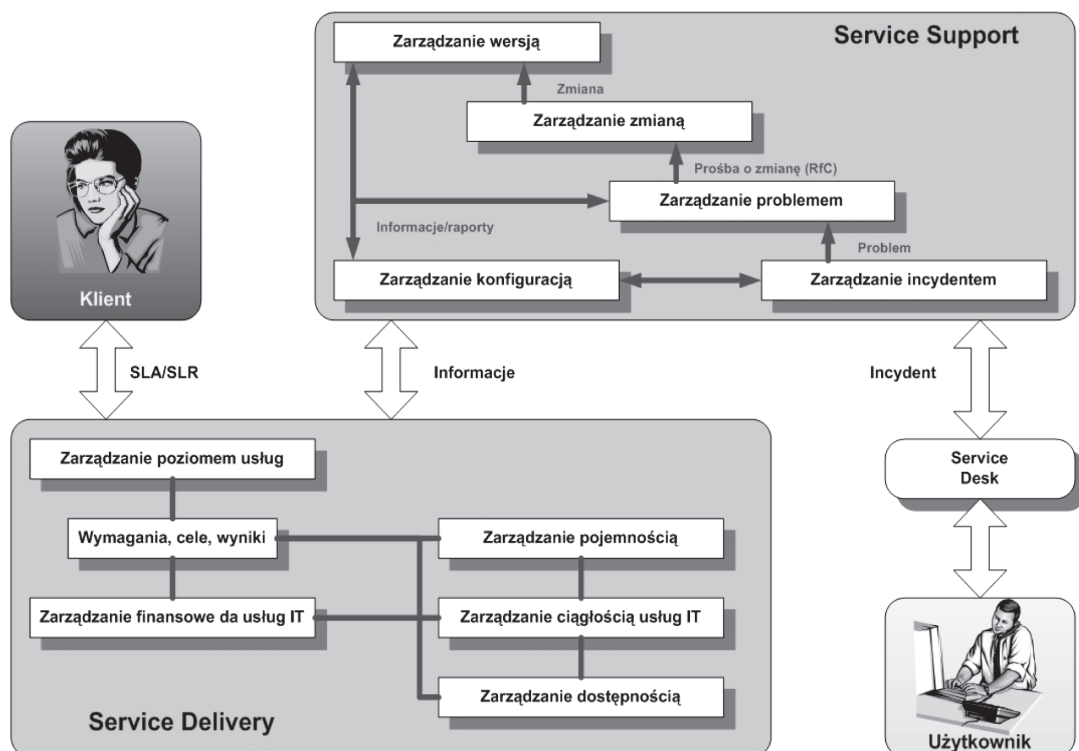 Service Support
Zarządzanie wersją
Zmiana
Zarządzanie zmianą
Prośba o zmianę (RfC)
Zarządzanie problemem
Informacje/raporty
Problem
Zarządzanie konfiguracją
Zarządzanie incydentem
Klient
SLA/SLR
Informacje
Incydent
Zarządzanie poziomem usług
Wymagania, cele, wyniki
Zarządzanie finansowe da usług IT
Zarządzanie pojemnością
Zarządzanie ciągłością usług IT
Zarządzanie dostępnością
Service Delivery
Service
Desk
Użytkownik